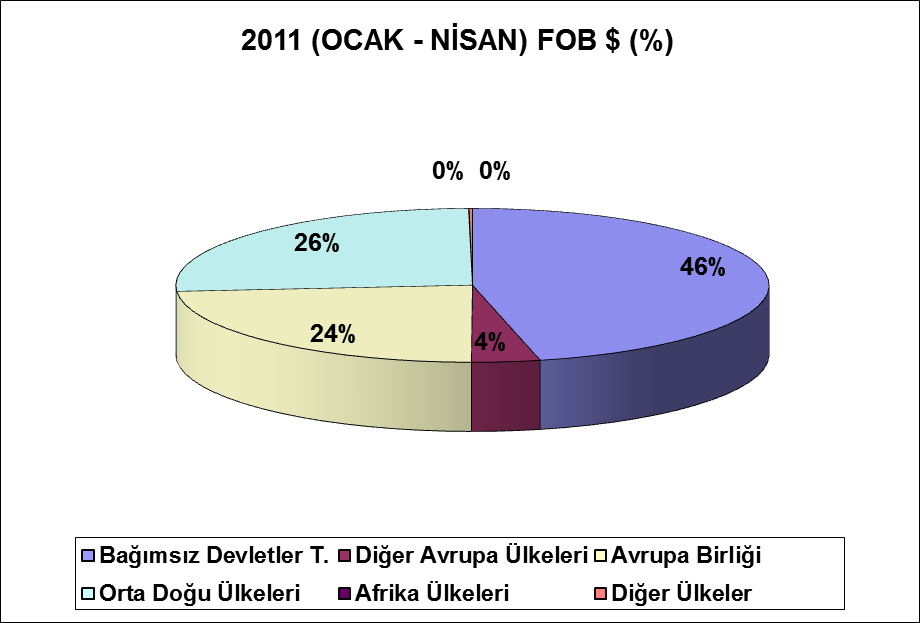 2011 (OCAK - NİSAN) FOB $ (%)
0% 0%
26%
46%
24%
4%
Bağımsız Devletler T. Diğer Avrupa Ülkeleri Avrupa Birliği
Orta Doğu Ülkeleri Afrika Ülkeleri Diğer Ülkeler